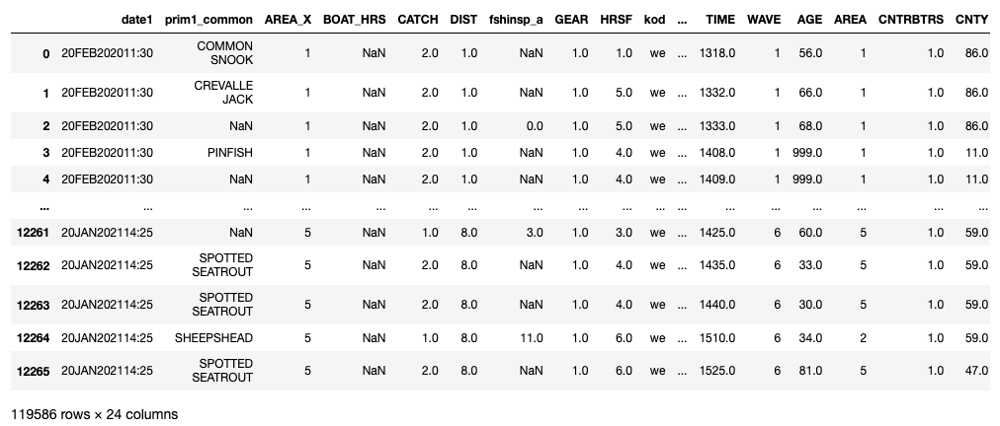 date1 prim1_common AREA_X BOAT_HRS CATCH DIST fshinsp_a GEAR HRSF kod ... TIME WAVE AGE AREA CNTRBTRS CNTY
0 20FEB202011:30 COMMON SNOOK 1 NaN 2.0 1.0 NaN 1.0 1.0 we ... 1318.0 1 56.0 1 1.0 86.0
1 20FEB202011:30 CREVALLE JACK 1 NaN 2.0 1.0 NaN 1.0 5.0 we ... 1332.0 1 66.0 1 1.0 86.0
2 20FEB202011:30 NaN 1 NaN 2.0 1.0 0.0 1.0 5.0 we ... 1333.0 1 68.0 1 1.0 86.0
3 20FEB202011:30 PINFISH 1 NaN 2.0 1.0 NaN 1.0 4.0 we ... 1408.0 1 999.0 1 1.0 11.0
4 20FEB202011:30 NaN 1 NaN 2.0 1.0 NaN 1.0 4.0 we ... 1409.0 1 999.0 1 1.0 11.0
... ... ... ... ... ... ... ... ... ... ... ... ... ... ... ... ... ...
12261 20JAN202114:25 NaN 5 NaN 1.0 8.0 3.0 1.0 3.0 we ... 1425.0 6 60.0 5 1.0 59.0
12262 20JAN202114:25 SPOTTED SEATROUT 5 NaN 2.0 8.0 NaN 1.0 4.0 we ... 1435.0 6 33.0 5 1.0 59.0
12263 20JAN202114:25 SPOTTED SEATROUT 5 NaN 2.0 8.0 NaN 1.0 4.0 we ... 1440.0 6 30.0 5 1.0 59.0
12264 20JAN202114:25 SHEEPSHEAD 5 NaN 1.0 8.0 11.0 1.0 6.0 we ... 1510.0 6 34.0 2 1.0 59.0
12265 20JAN202114:25 SPOTTED SEATROUT 5 NaN 2.0 8.0 NaN 1.0 6.0 we ... 1525.0 6 81.0 5 1.0 47.0
119586 rows × 24 columns